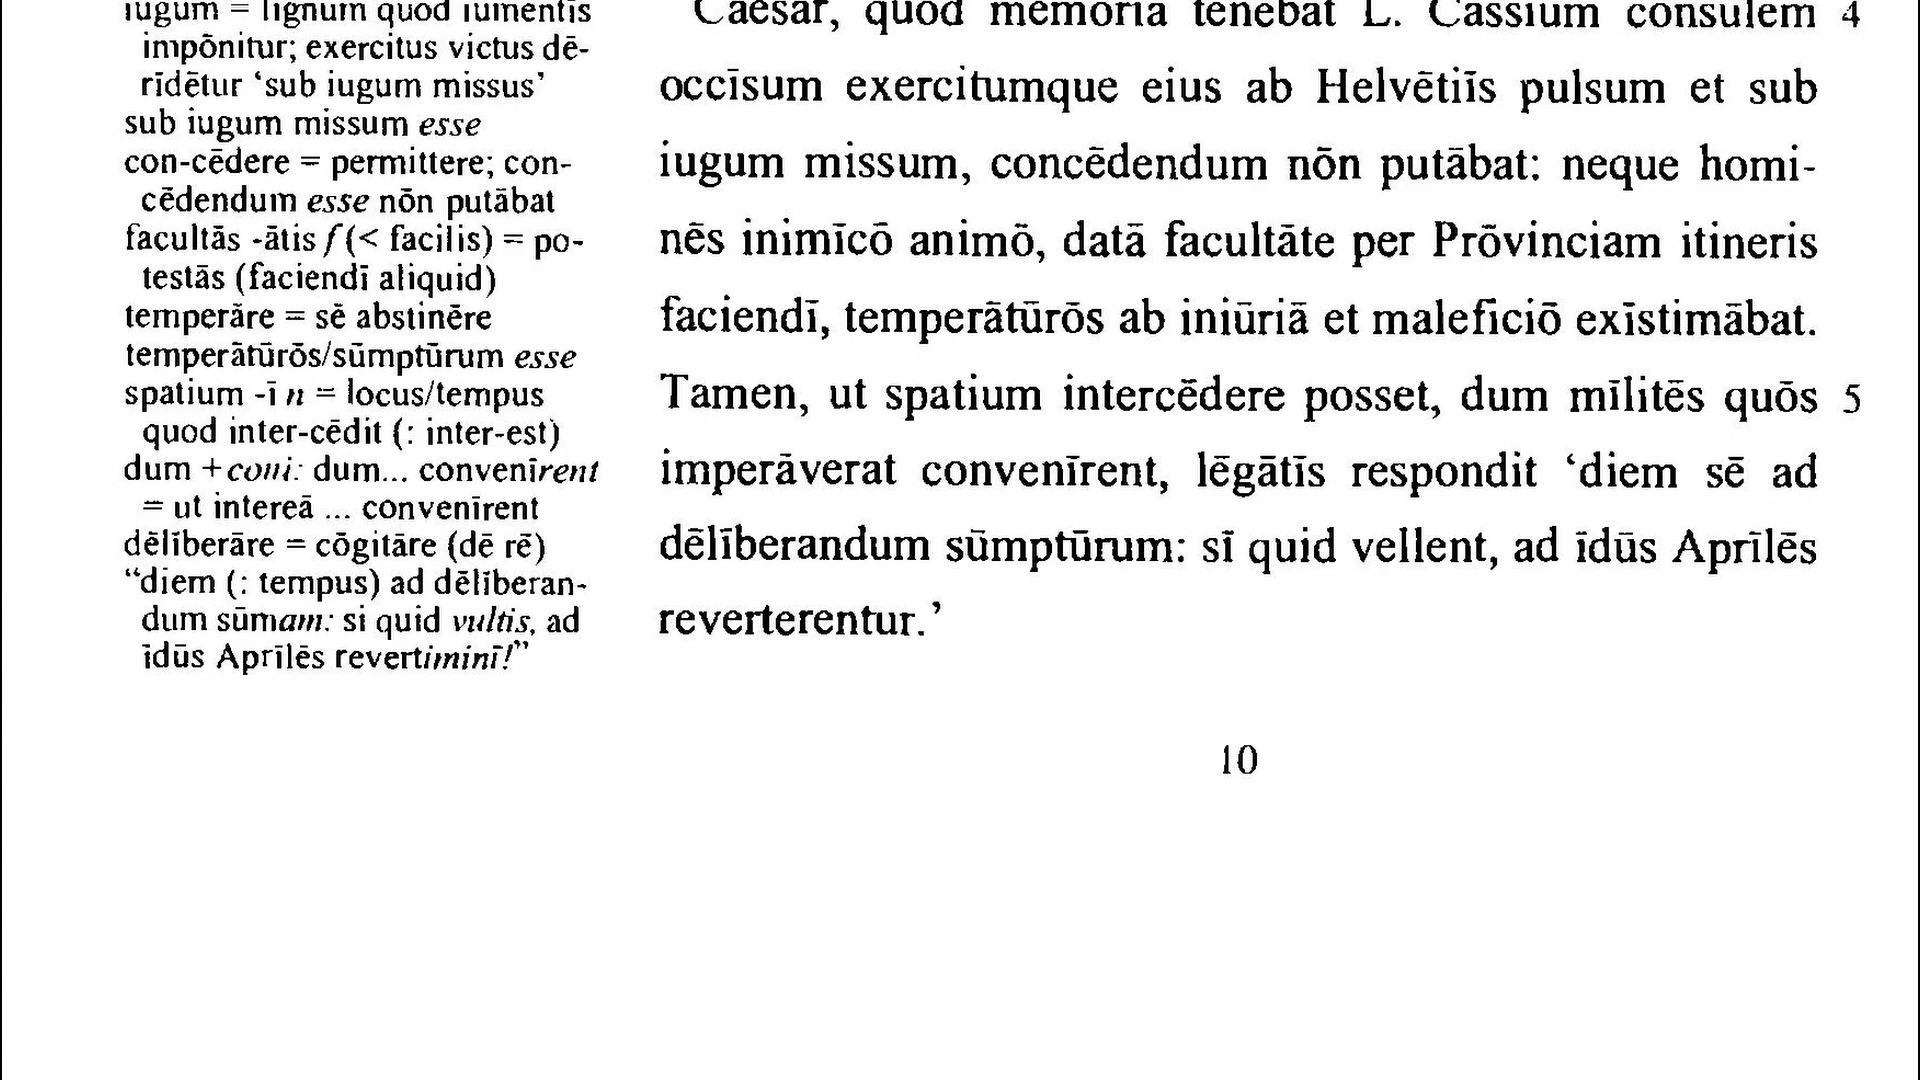 iugum = lignum quod iūmentīs
impōnitur; exercitus victus dē-
rīdētur ‘sub iugum missus’
sub iugum missum esse
con-cēdere = permittere; con-
cēdendum esse nōn putābat
facultās -ātis f (< facilis) = po-
testās (faciendī aliquid)
temperāre = sē abstinēre
temperātūrōs/sūmptūrum esse
spatium -ī n = locus/tempus
quod inter-cēdit (: inter-est)
dum +coni: dum... convenīrent
= ut intereā ... convenīrent
dēlīberāre = cōgitāre (dē rē)
“diem (: tempus) ad dēlīberan-
dum sūmam: si quid vultis, ad
īdūs Aprīlēs revertiminī!”
Caesar, quod memoriā tenēbat L. Cassium cōnsulem 4
occīsum exercitumque eius ab Helvētiīs pulsum et sub
iugum missum, concēdendum nōn putābat: neque homi-
nēs inimīcō animō, datā facultāte per Prōvinciam itineris
faciendī, temperātūrōs ab iniūriā et maleficiō exīstimābat.
Tamen, ut spatium intercēdere posset, dum mīlitēs quōs 5
imperāverat convenīrent, lēgātīs respondit ‘diem sē ad
dēlīberandum sūmptūrum: sī quid vellent, ad īdūs Aprīlēs
reverterentur.’
10